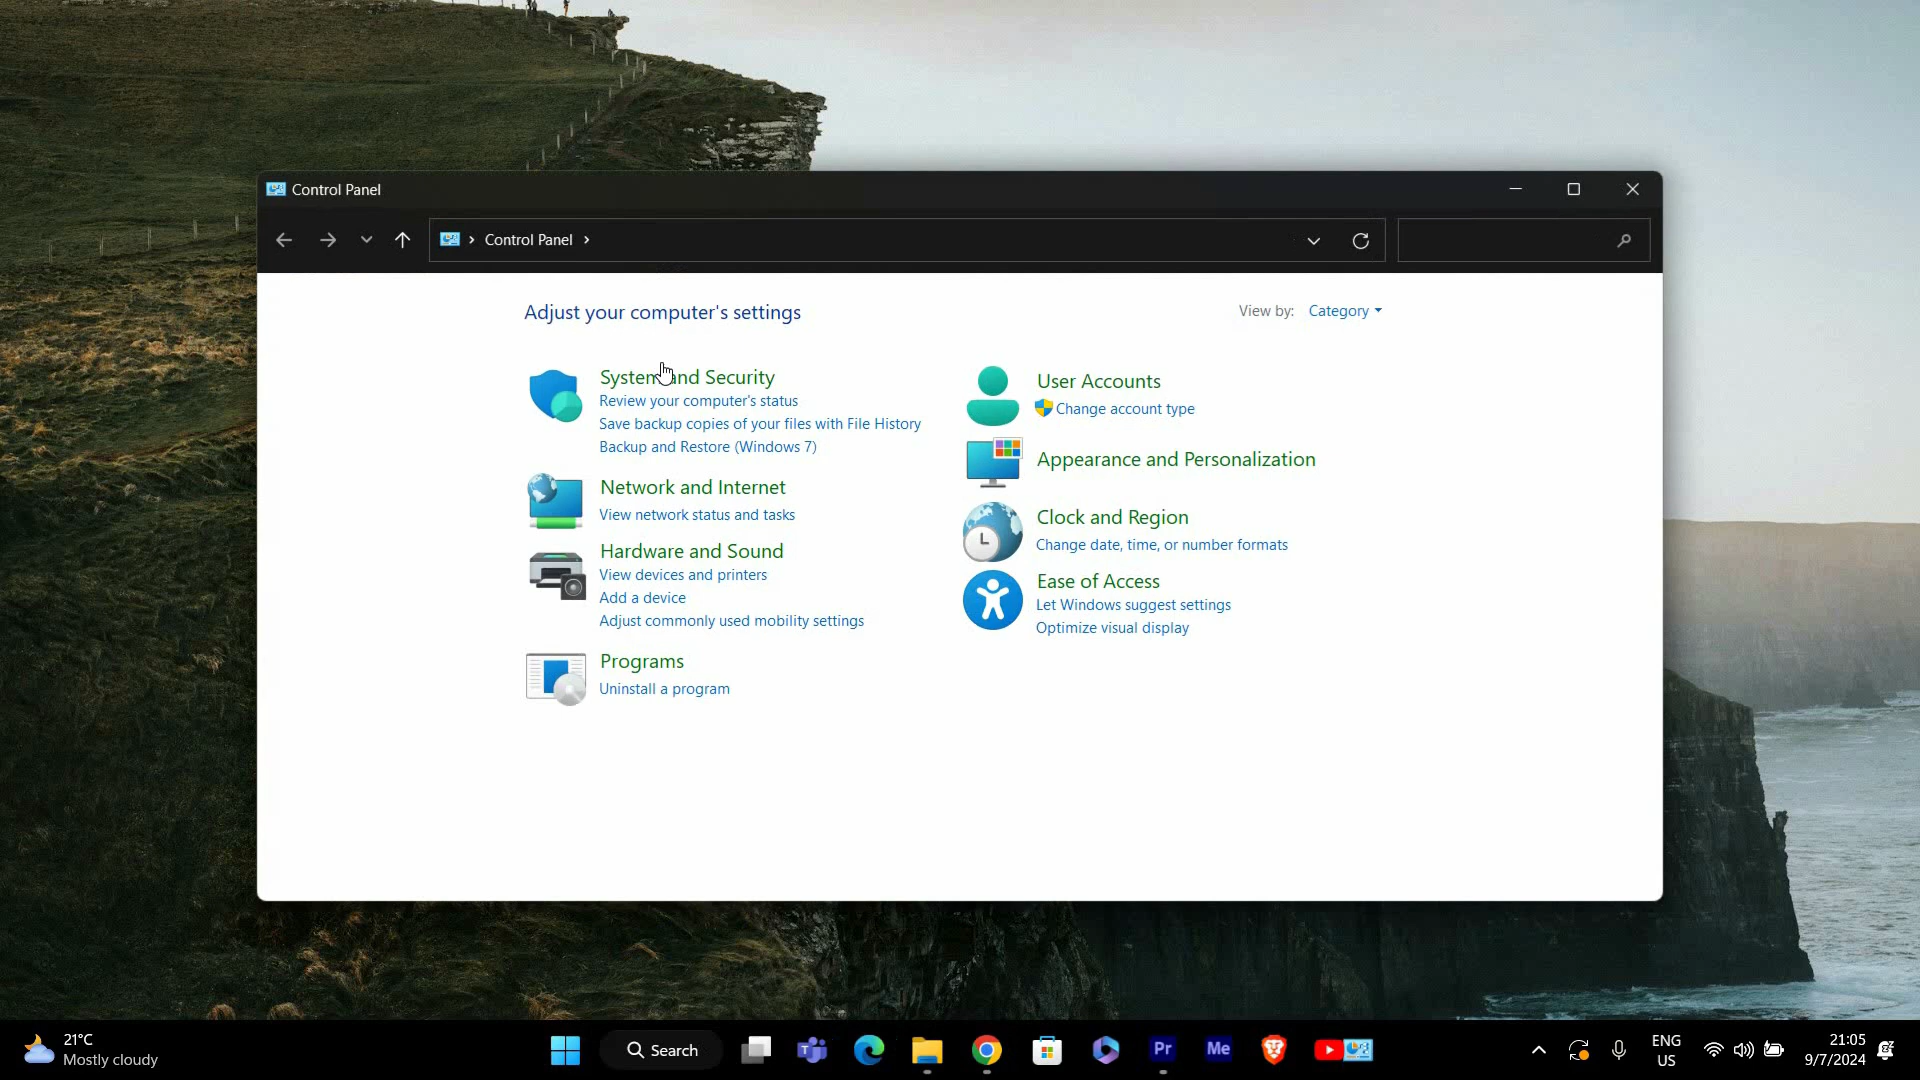 Control Panel
Control Panel
Adjust your computer's settings
View by: Category
System and Security
Review your computer's status
Save backup copies of your files with File History
Backup and Restore (Windows 7)
Network and Internet
View network status and tasks
Hardware and Sound
View devices and printers
Add a device
Adjust commonly used mobility settings
Programs
Uninstall a program
User Accounts
Change account type
Appearance and Personalization
Clock and Region
Change date, time, or number formats
Ease of Access
Let Windows suggest settings
Optimize visual display
21°C
Mostly cloudy
Search
Pr
Me
ENG
US
21:05
9/7/2024